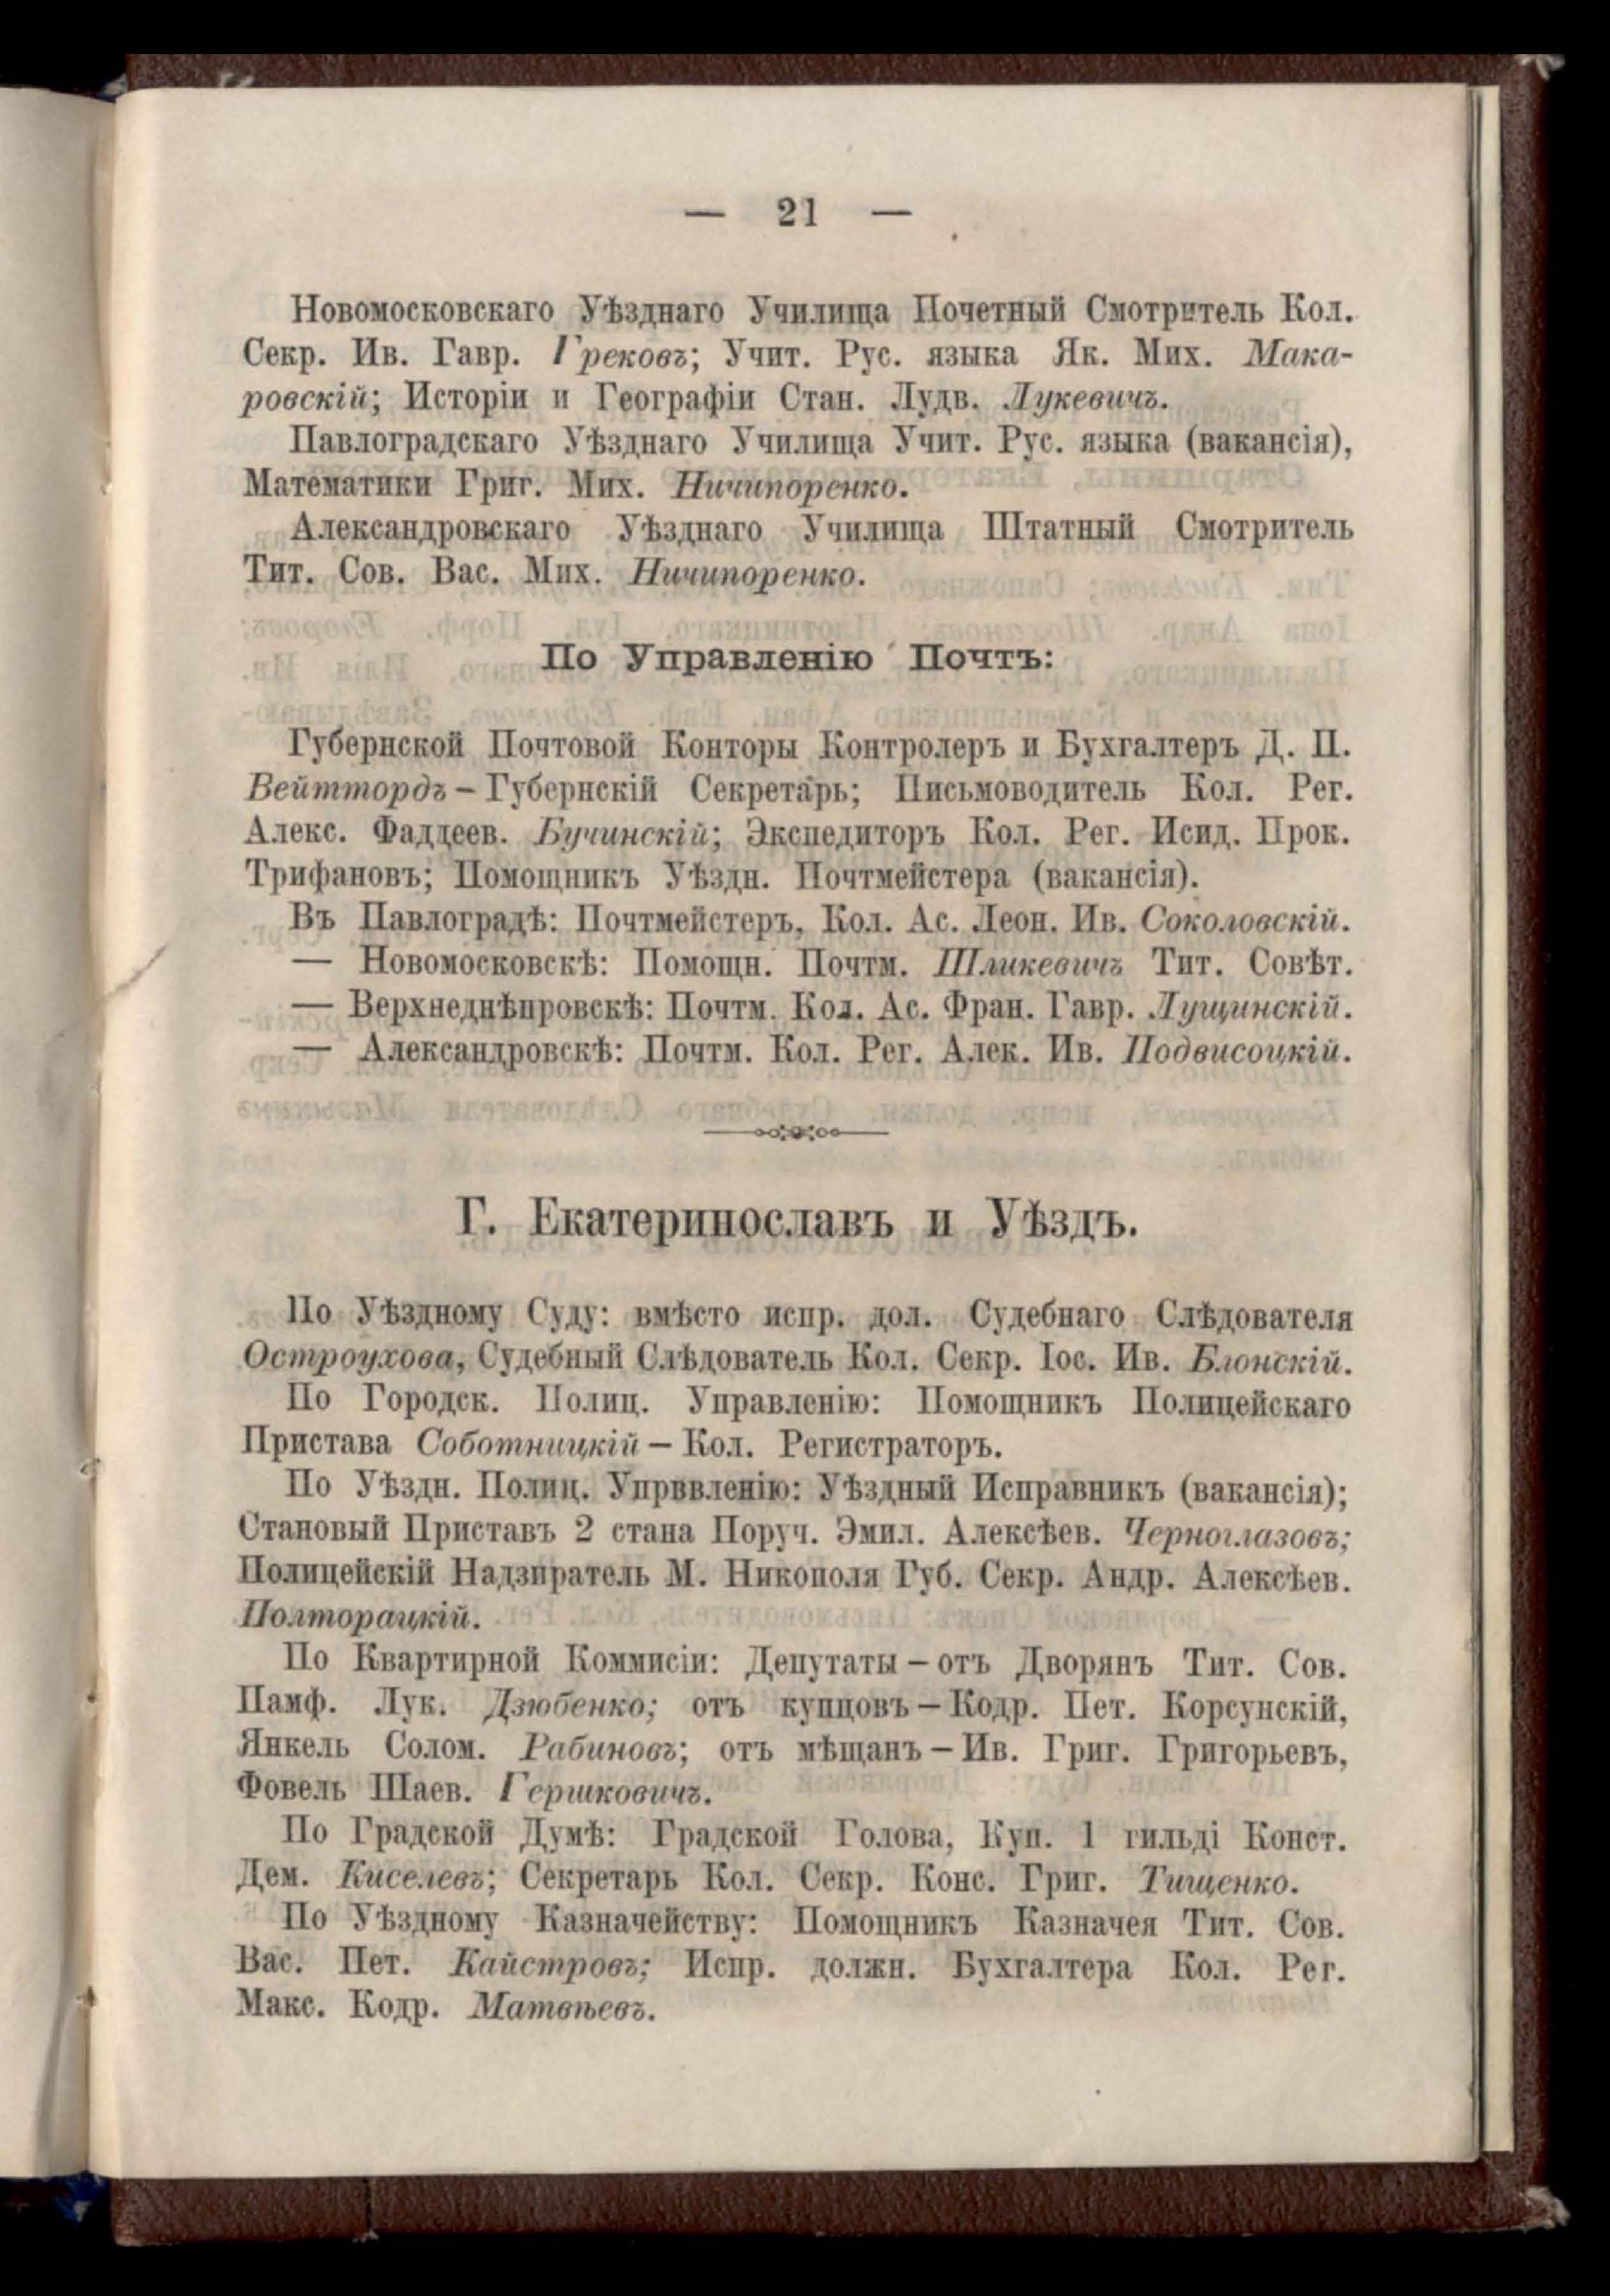 — 21 —
Новомосковскаго Уѣзднаго Училища Почетный Смотритель Кол.
Секр. Ив. Гавр. Грековъ; Учит. Рус. языка Як. Мих. Мака-
ровскій; Исторіи и Географіи Стан. Лудв. Лукевичъ.
Павлоградскаго Уѣзднаго Училища Учит. Рус. языка (вакансія),
Математики Григ. Мих. Ничипоренко.
Александровскаго Уѣзднаго Училища Штатный Смотритель
Тит. Сов. Вас. Мих. Ничипоренко.
По Управленію Почтъ:
Губернской Почтовой Конторы Контролеръ и Бухгалтеръ Д. П.
Вейттордъ – Губернскій Секретарь; Письмоводитель Кол. Рег.
Алекс. Фаддеев. Бучинскій; Экспедиторъ Кол. Рег. Исид. Прок.
Трифановъ; Помощникъ Уѣздн. Почтмейстера (вакансія).
Въ Павлоградѣ: Почтмейстеръ, Кол. Ас. Леон. Ив. Соколовскій.
— Новомосковскѣ: Помощн. Почтм. Шликевичъ Тит. Совѣт.
— Верхнеднѣпровскѣ: Почтм. Кол. Ас. Фран. Гавр. Лущинскій.
— Александровскѣ: Почтм. Кол. Рег. Алек. Ив. Подвисоцкій.
Г. Екатеринославъ и Уѣздъ.
По Уѣздному Суду: вмѣсто испр. дол. Судебнаго Слѣдователя
Остроухова, Судебный Слѣдователь Кол. Секр. Іос. Ив. Блонскій.
По Городск. Полиц. Управленію: Помощникъ Полицейскаго
Пристава Соботницкій – Кол. Регистраторъ.
По Уѣздн. Полиц. Упрввленію: Уѣздный Исправникъ (вакансія);
Становый Приставъ 2 стана Поруч. Эмил. Алексѣев. Черноглазовъ;
Полицейскій Надзиратель М. Никополя Губ. Секр. Андр. Алексѣев.
Полторацкій.
По Квартирной Коммисіи: Депутаты – отъ Дворянъ Тит. Сов.
Памф. Лук. Дзюбенко; отъ купцовъ – Кодр. Пет. Корсунскій,
Янкель Солом. Рабиновъ; отъ мѣщанъ – Ив. Григ. Григорьевъ,
Фовель Шаев. Гершковичъ.
По Градской Думѣ: Градской Голова, Куп. 1 гильді Конст.
Дем. Киселевъ; Секретарь Кол. Секр. Конс. Григ. Тищенко.
По Уѣздному Казначейству: Помощникъ Казначея Тит. Сов.
Вас. Пет. Кайстровъ; Испр. должн. Бухгалтера Кол. Рег.
Макс. Кодр. Матвѣевъ.